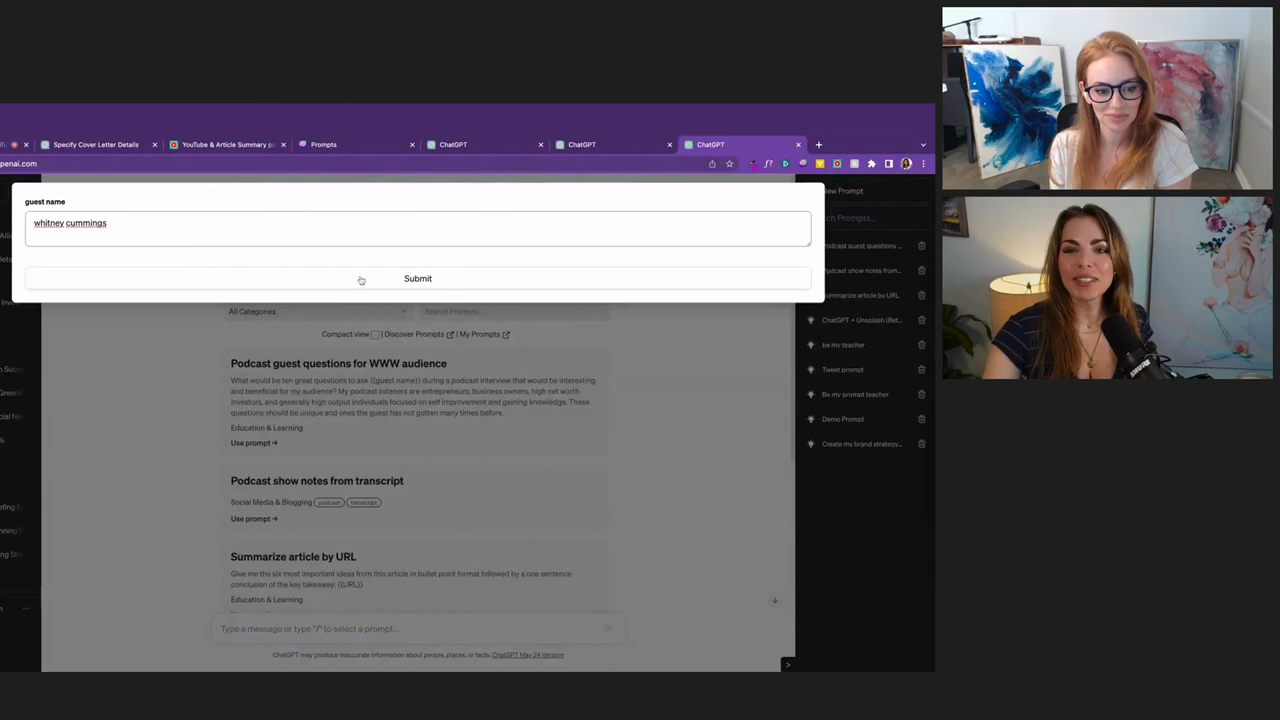 Specify Cover Letter Details
YouTube & Article Summary po
Prompts
ChatGPT
ChatGPT
ChatGPT
penai.com
guest name
whitney cummings
Submit
New Prompt
Search Prompts...
Podcast guest questions ...
Podcast show notes from...
Summarize article by URL
ChatGPT + Unsplash (Bet...
be my teacher
Tweet prompt
Be my prompt teacher
Demo Prompt
Create my brand strategy...
All Categories
Search Prompts...
Compact view | Discover Prompts | My Prompts
Podcast guest questions for WWW audience
What would be ten great questions to ask {{guest name}} during a podcast interview that would be interesting
and beneficial for my audience? My podcast listeners are entrepreneurs, business owners, high net worth
investors, and generally high output individuals focused on self improvement and gaining knowledge. These
questions should be unique and ones the guest has not gotten many times before.
Education & Learning
Use prompt →
Podcast show notes from transcript
Social Media & Blogging podcast transcript
Use prompt →
Summarize article by URL
Give me the six most important ideas from this article in bullet point format followed by a one sentence
conclusion of the key takeaway: {{URL}}
Education & Learning
Type a message or type "/" to select a prompt...
ChatGPT may produce inaccurate information about people, places, or facts. ChatGPT May 24 Version